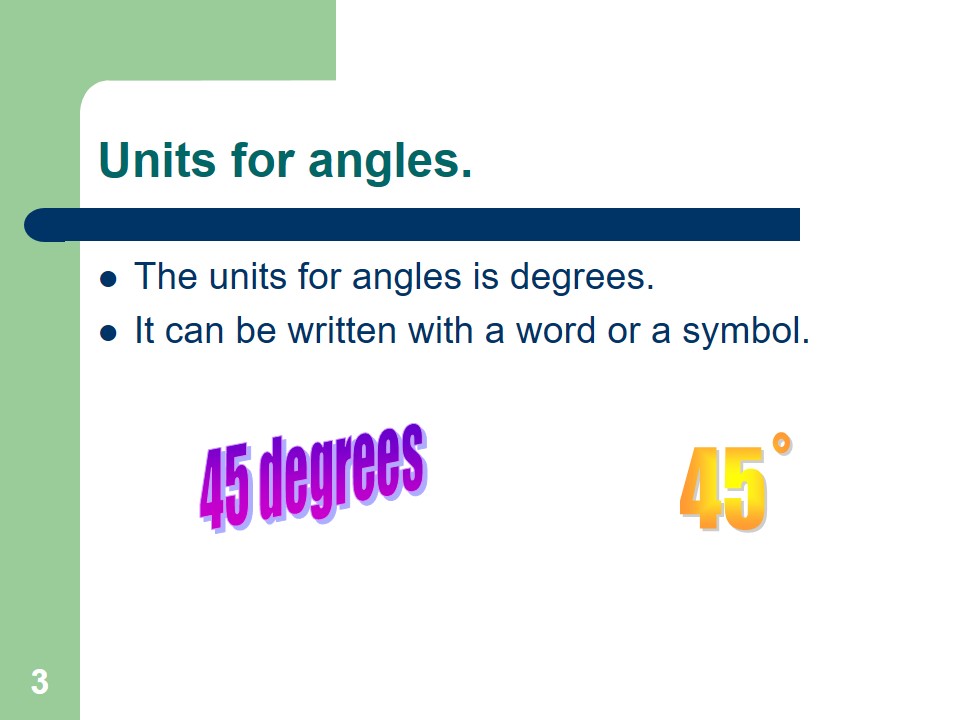 Units for angles.
The units for angles is degrees.
It can be written with a word or a symbol.
45 degrees
45°
3